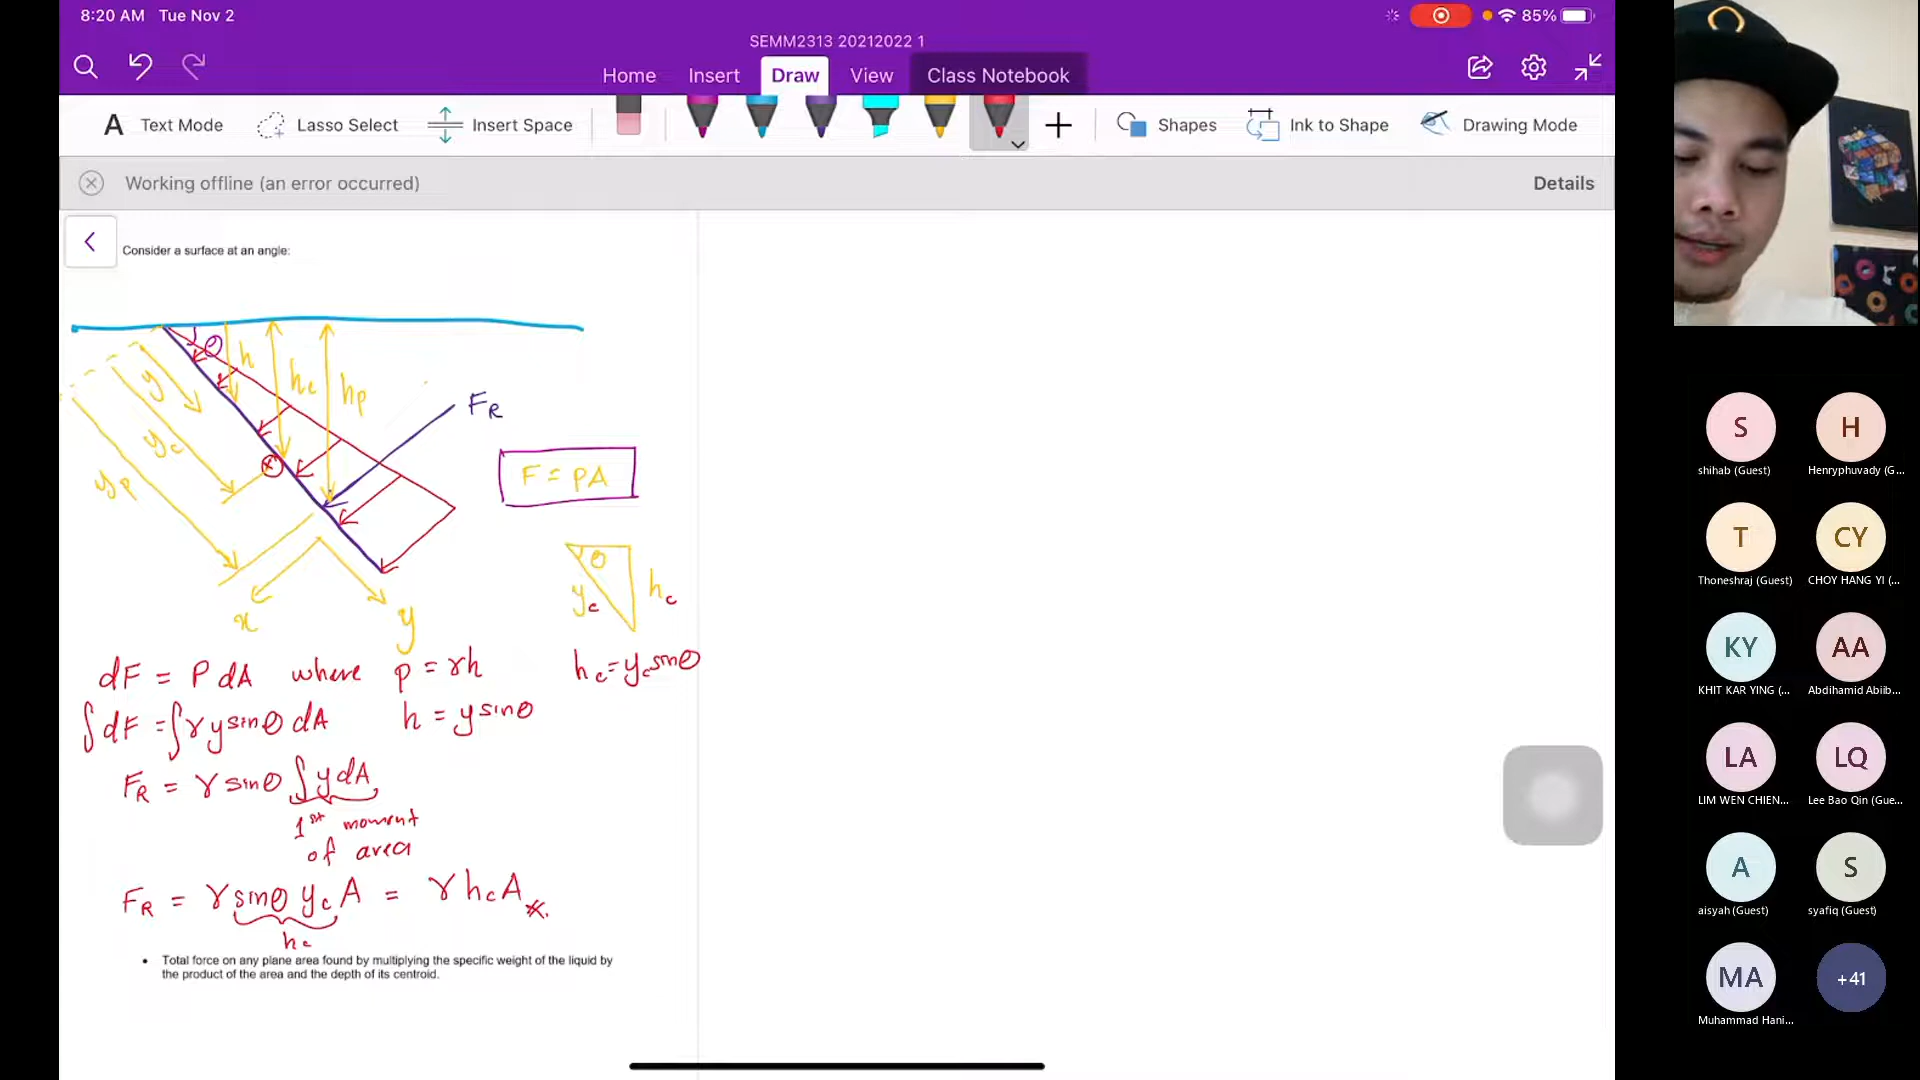 8:20 AM Tue Nov 2
85%
SEMM2313 20212022 1
Home Insert Draw View Class Notebook
A Text Mode Lasso Select Insert Space Shapes Ink to Shape Drawing Mode
Working offline (an error occurred) Details
Consider a surface at an angle:
θ h hc hp
y
yc
yp
FR
F = PA
θ
yc hc
x
y
dF = P dA where p = γh
hc = yc sinθ
∫dF = ∫γ y sinθ dA h = y sinθ
FR = γ sinθ ∫y dA
1st moment
of area
FR = γ sinθ yc A = γ hc A
hc
• Total force on any plane area found by multiplying the specific weight of the liquid by
the product of the area and the depth of its centroid.
S H
shihab (Guest) Henryphuvady (G...
T CY
Thoneshraj (Guest) CHOY HANG YI (...
KY AA
KHIT KAR YING (... Abdihamid Abiib...
LA LQ
LIM WEN CHIEN... Lee Bao Qin (Gue...
A S
aisyah (Guest) syafiq (Guest)
MA +41
Muhammad Hani...